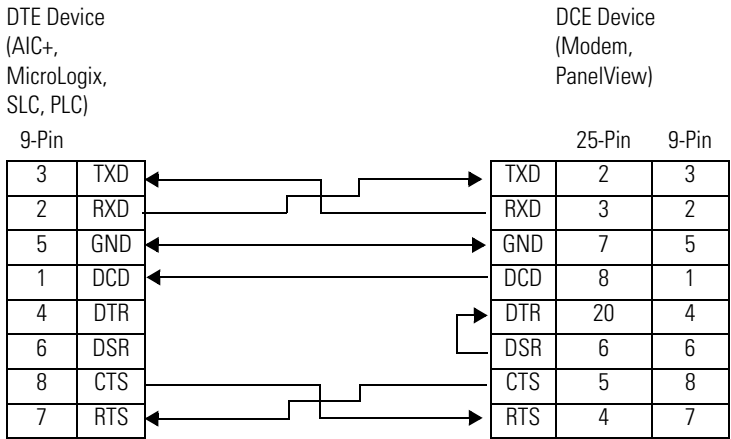 DTE Device
(AIC+,
MicroLogix,
SLC, PLC)
DCE Device
(Modem,
PanelView)
9-Pin
25-Pin 9-Pin
3 TXD TXD 2 3
2 RXD RXD 3 2
5 GND GND 7 5
1 DCD DCD 8 1
4 DTR DTR 20 4
6 DSR DSR 6 6
8 CTS CTS 5 8
7 RTS RTS 4 7